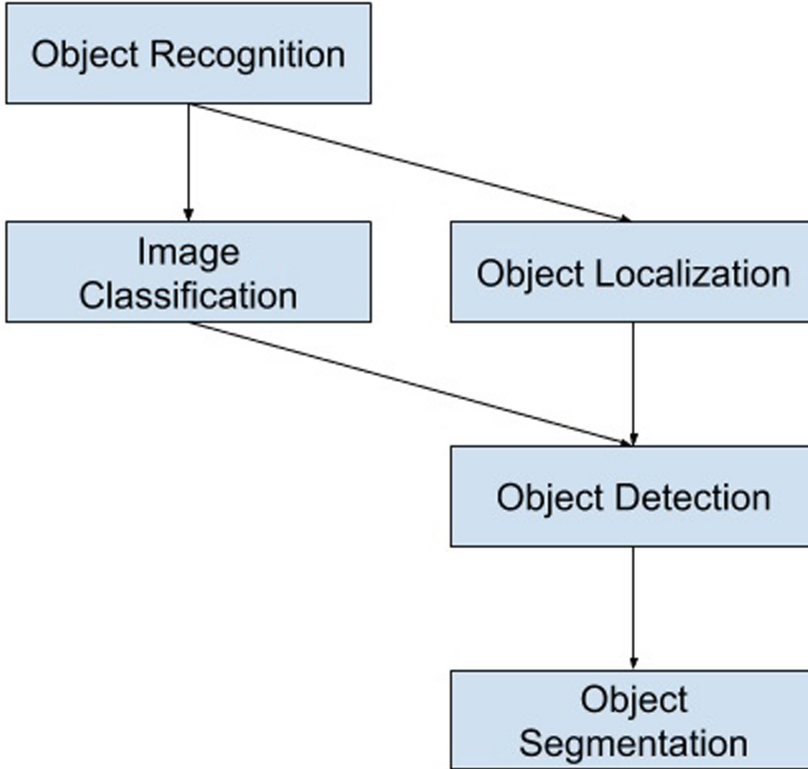 Object Recognition
Image
Classification
Object Localization
Object Detection
Object
Segmentation